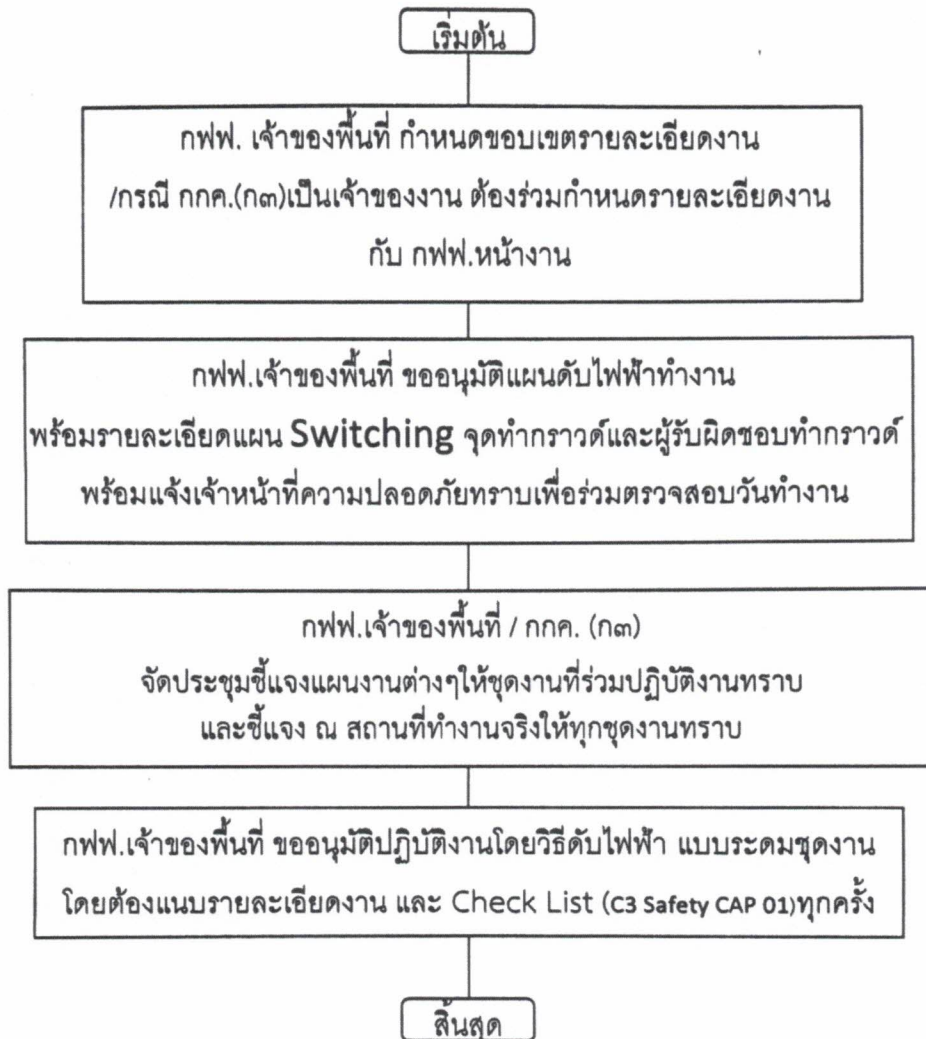 เริ่มต้น
กฟฟ. เจ้าของพื้นที่ กำหนดขอบเขตรายละเอียดงาน
/กรณี กกค.(ก๓)เป็นเจ้าของงาน ต้องร่วมกำหนดรายละเอียดงาน
กับ กฟฟ.หน้างาน
กฟฟ.เจ้าของพื้นที่ ขออนุมัติแผนดับไฟฟ้าทำงาน
พร้อมรายละเอียดแผน Switching จุดทำกราวด์และผู้รับผิดชอบทำกราวด์
พร้อมแจ้งเจ้าหน้าที่ความปลอดภัยทราบเพื่อร่วมตรวจสอบวันทำงาน
กฟฟ.เจ้าของพื้นที่ / กกค. (ก๓)
จัดประชุมชี้แจงแผนงานต่างๆให้ชุดงานที่ร่วมปฏิบัติงานทราบ
และชี้แจง ณ สถานที่ทำงานจริงให้ทุกชุดงานทราบ
กฟฟ.เจ้าของพื้นที่ ขออนุมัติปฏิบัติงานโดยวิธีดับไฟฟ้า แบบระดมชุดงาน
โดยต้องแนบรายละเอียดงาน และ Check List (C3 Safety CAP 01)ทุกครั้ง
สิ้นสุด